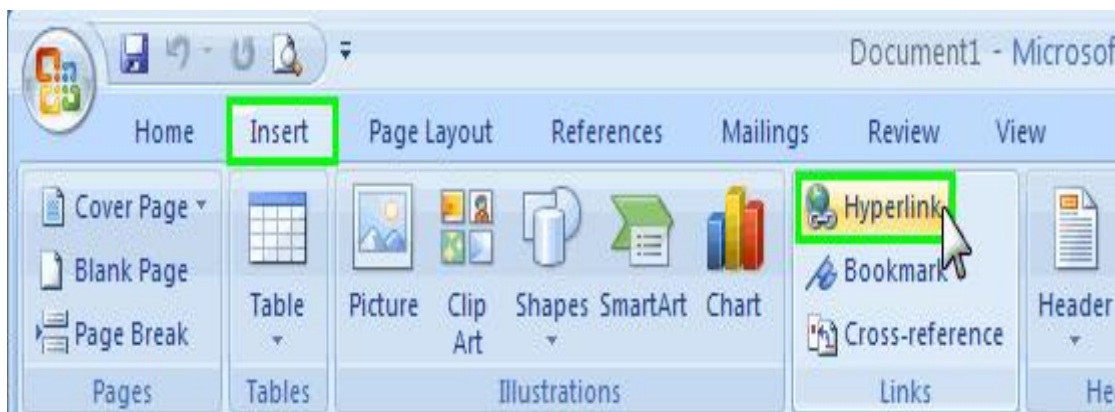 Document1 - Microsof
Home Insert Page Layout References Mailings Review View
Cover Page
Blank Page
Page Break
Table
Picture
Clip
Art
Shapes
SmartArt
Chart
Hyperlink
Bookmark
Cross-reference
Header
Pages Tables Illustrations Links He